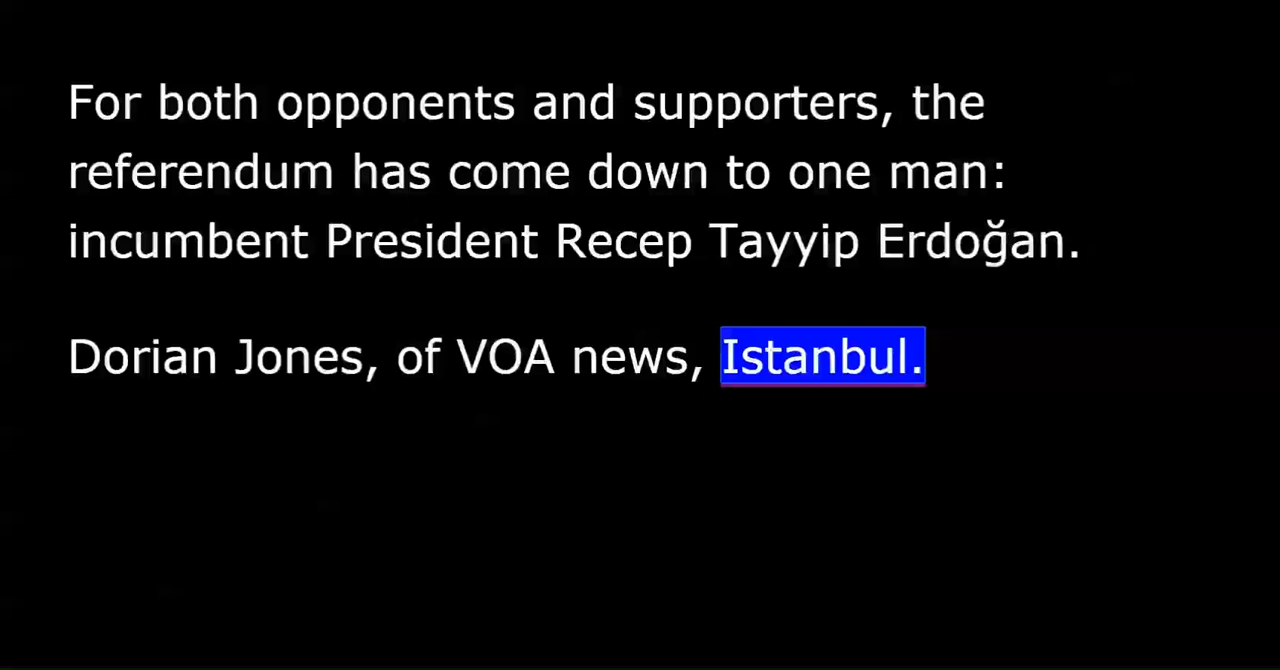 For both opponents and supporters, the
referendum has come down to one man:
incumbent President Recep Tayyip Erdoğan.
Dorian Jones, of VOA news, Istanbul.